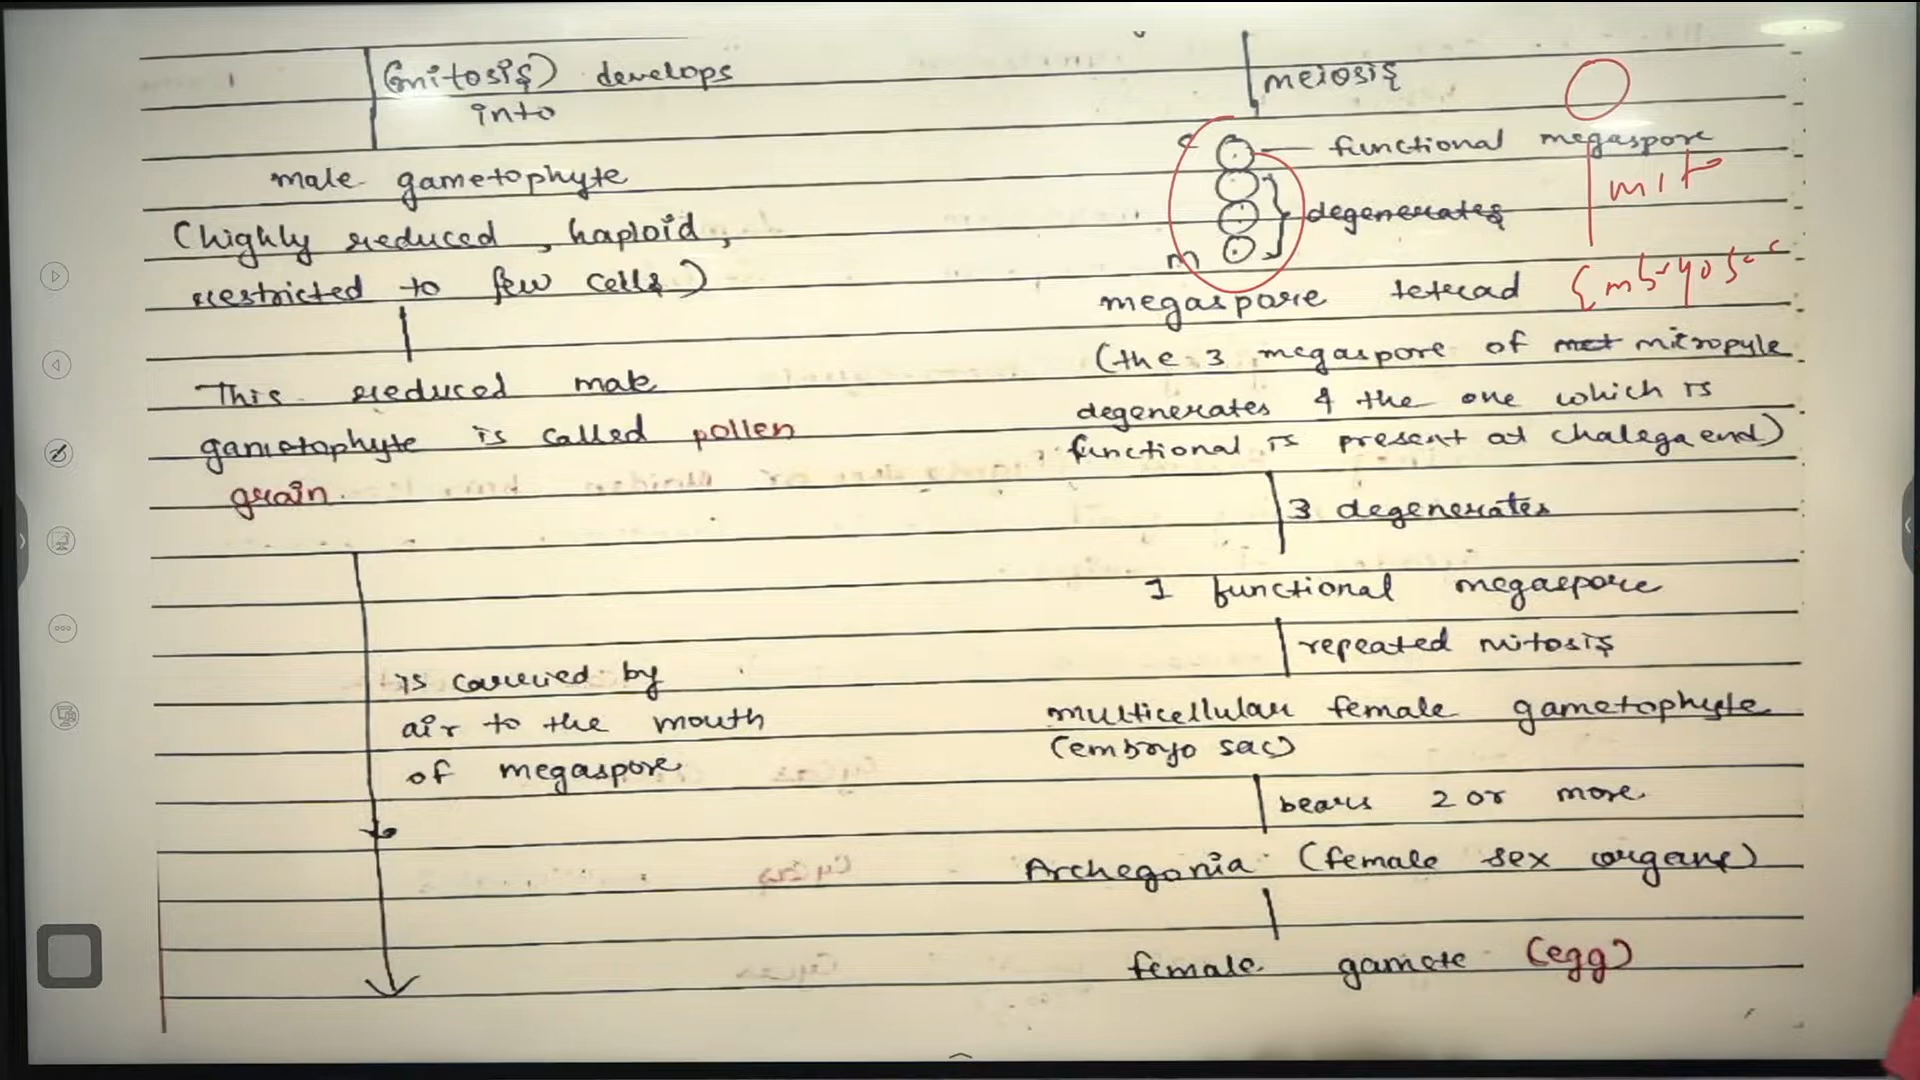 (mitosis) develops
into
male gametophyte
(highly reduced, haploid,
restricted to few cells)
This reduced male
gametophyte is called pollen
grain.
is carried by
air to the mouth
of megaspore
meiosis
c
functional megaspore
degenerates
m
mit
megaspore tetrad
Embryosac
(the 3 megaspore of micropyle
degenerates & the one which is
functional is present at chalaga end)
3 degenerates
1 functional megaspore
repeated mitosis
multicellular female gametophyte
(embryo sac)
bears 2 or more
Archegonia (female sex organs)
female gamete (egg)